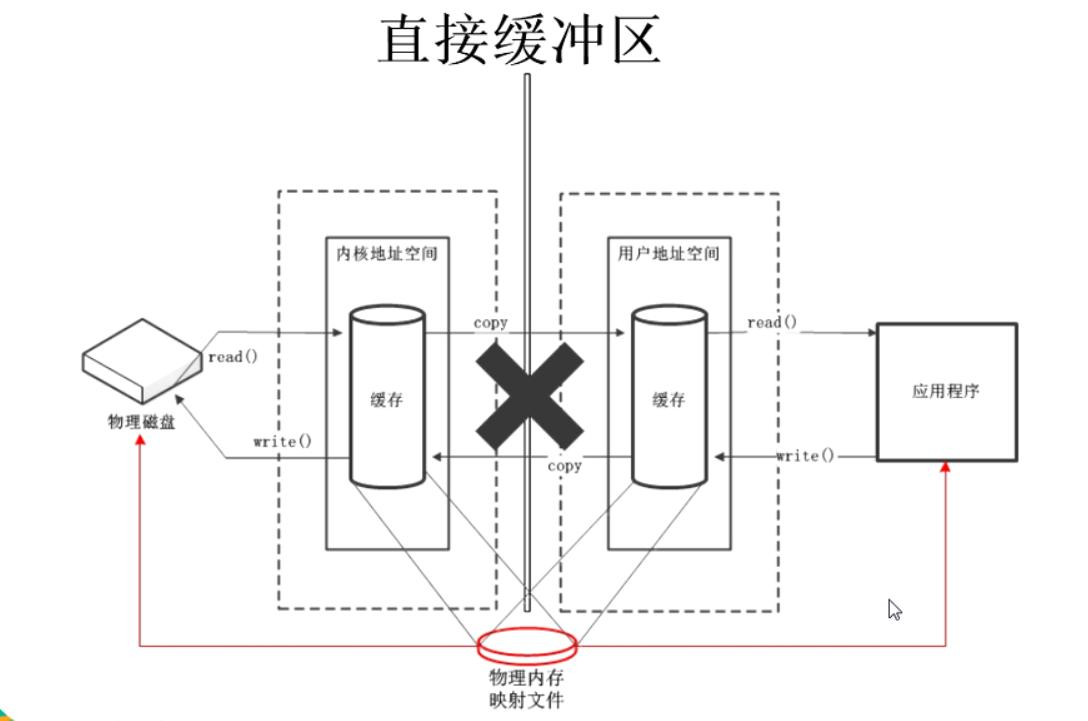 直接缓冲区
内核地址空间
用户地址空间
copy
read()
read()
缓存
缓存
应用程序
物理磁盘
write()
copy
write()
物理内存
映射文件